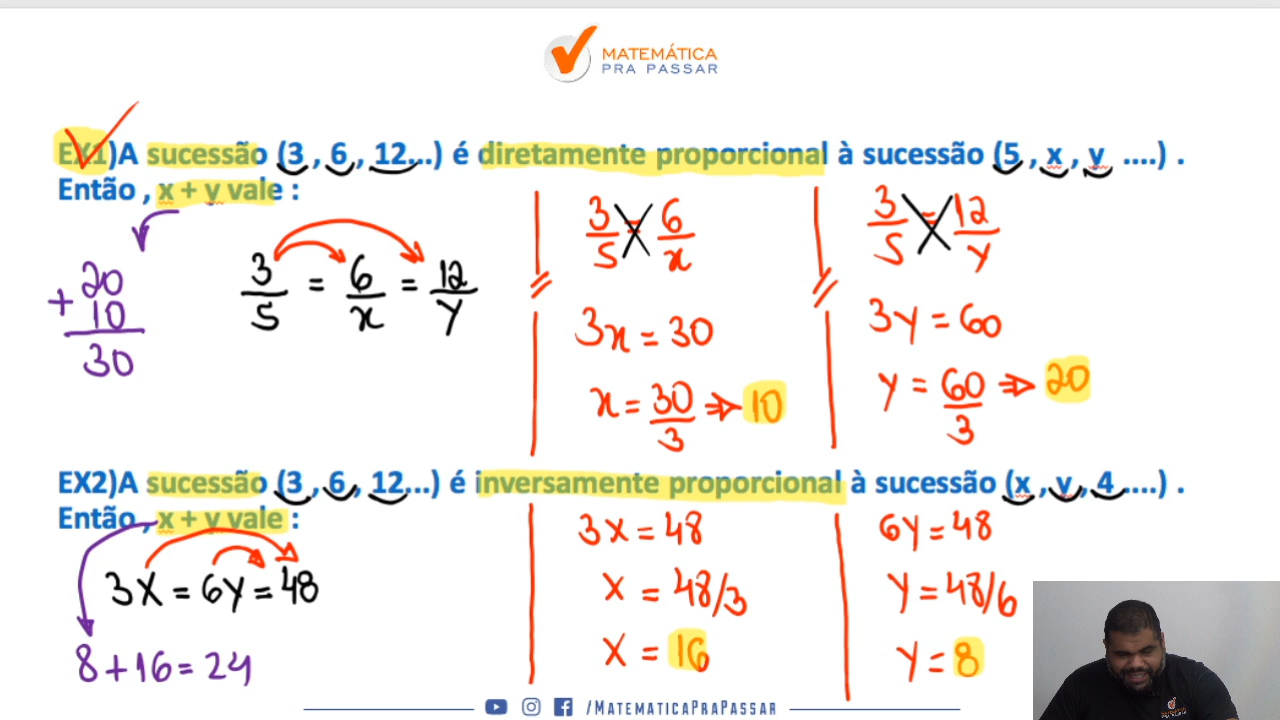 MATEMÁTICA
PRA PASSAR
EX1)A sucessão (3 , 6 , 12...) é diretamente proporcional à sucessão (5 , x , y ....) .
Então , x + y vale :
20
+ 10
30
3/5 = 6/x = 12/y
3/5 = 6/x
3x = 30
x = 30/3 ⇒ 10
3/5 = 12/y
3y = 60
y = 60/3 ⇒ 20
EX2)A sucessão (3 , 6 , 12...) é inversamente proporcional à sucessão (x , y , 4 ....) .
Então , x + y vale :
3X = 6Y = 48
8 + 16 = 24
3X = 48
X = 48/3
X = 16
6Y = 48
Y = 48/6
Y = 8
/MatematicaPraPassar